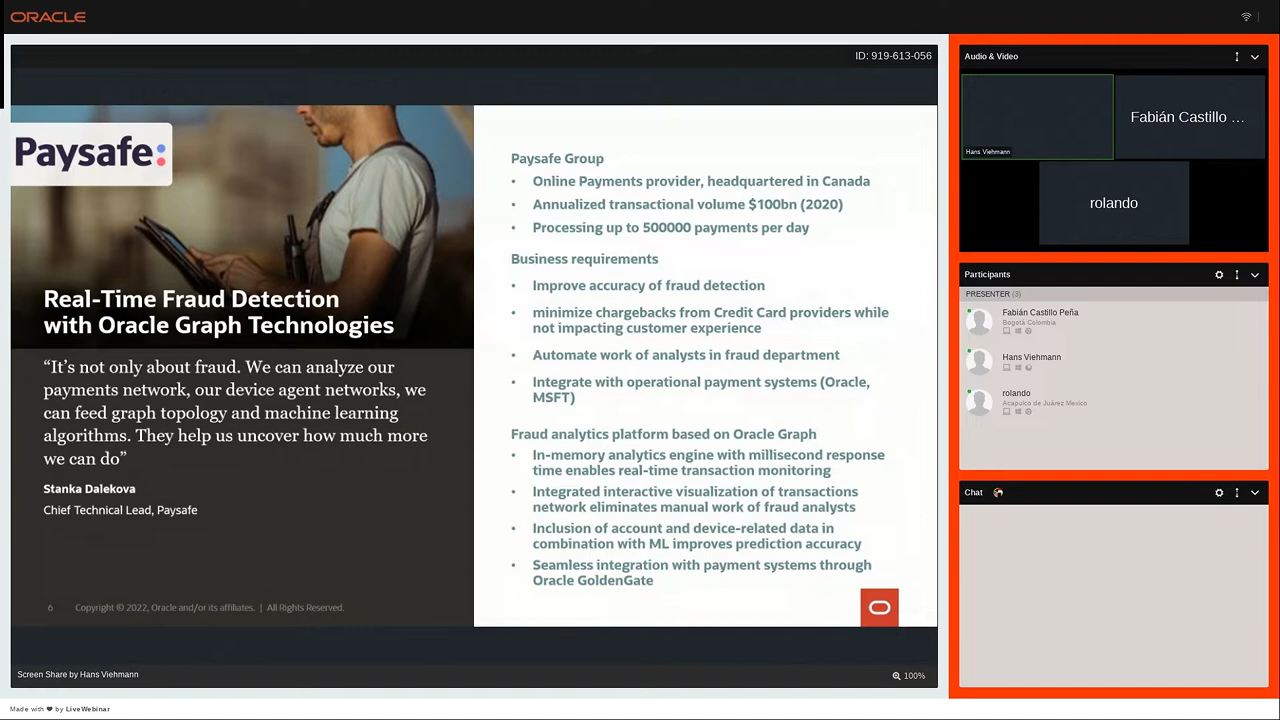 ORACLE
ID: 919-613-056
Paysafe:
Real-Time Fraud Detection
with Oracle Graph Technologies
“It’s not only about fraud. We can analyze our
payments network, our device agent networks, we
can feed graph topology and machine learning
algorithms. They help us uncover how much more
we can do”
Stanka Dalekova
Chief Technical Lead, Paysafe
6 Copyright © 2022, Oracle and/or its affiliates. | All Rights Reserved.
Paysafe Group
• Online Payments provider, headquartered in Canada
• Annualized transactional volume $100bn (2020)
• Processing up to 500000 payments per day
Business requirements
• Improve accuracy of fraud detection
• minimize chargebacks from Credit Card providers while
not impacting customer experience
• Automate work of analysts in fraud department
• Integrate with operational payment systems (Oracle,
MSFT)
Fraud analytics platform based on Oracle Graph
• In-memory analytics engine with millisecond response
time enables real-time transaction monitoring
• Integrated interactive visualization of transactions
network eliminates manual work of fraud analysts
• Inclusion of account and device-related data in
combination with ML improves prediction accuracy
• Seamless integration with payment systems through
Oracle GoldenGate
Screen Share by Hans Viehmann
100%
Audio & Video
Hans Viehmann
Fabián Castillo ...
rolando
Participants
PRESENTER (3)
Fabián Castillo Peña
Bogotá Colombia
Hans Viehmann
rolando
Acapulco de Juárez Mexico
Chat
Made with ❤ by LiveWebinar